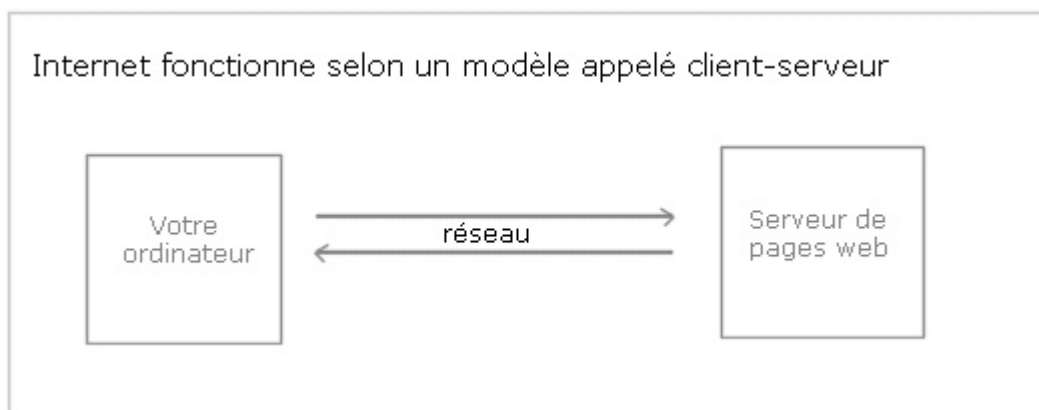 Internet fonctionne selon un modèle appelé client-serveur
Votre
ordinateur
réseau
Serveur de
pages web